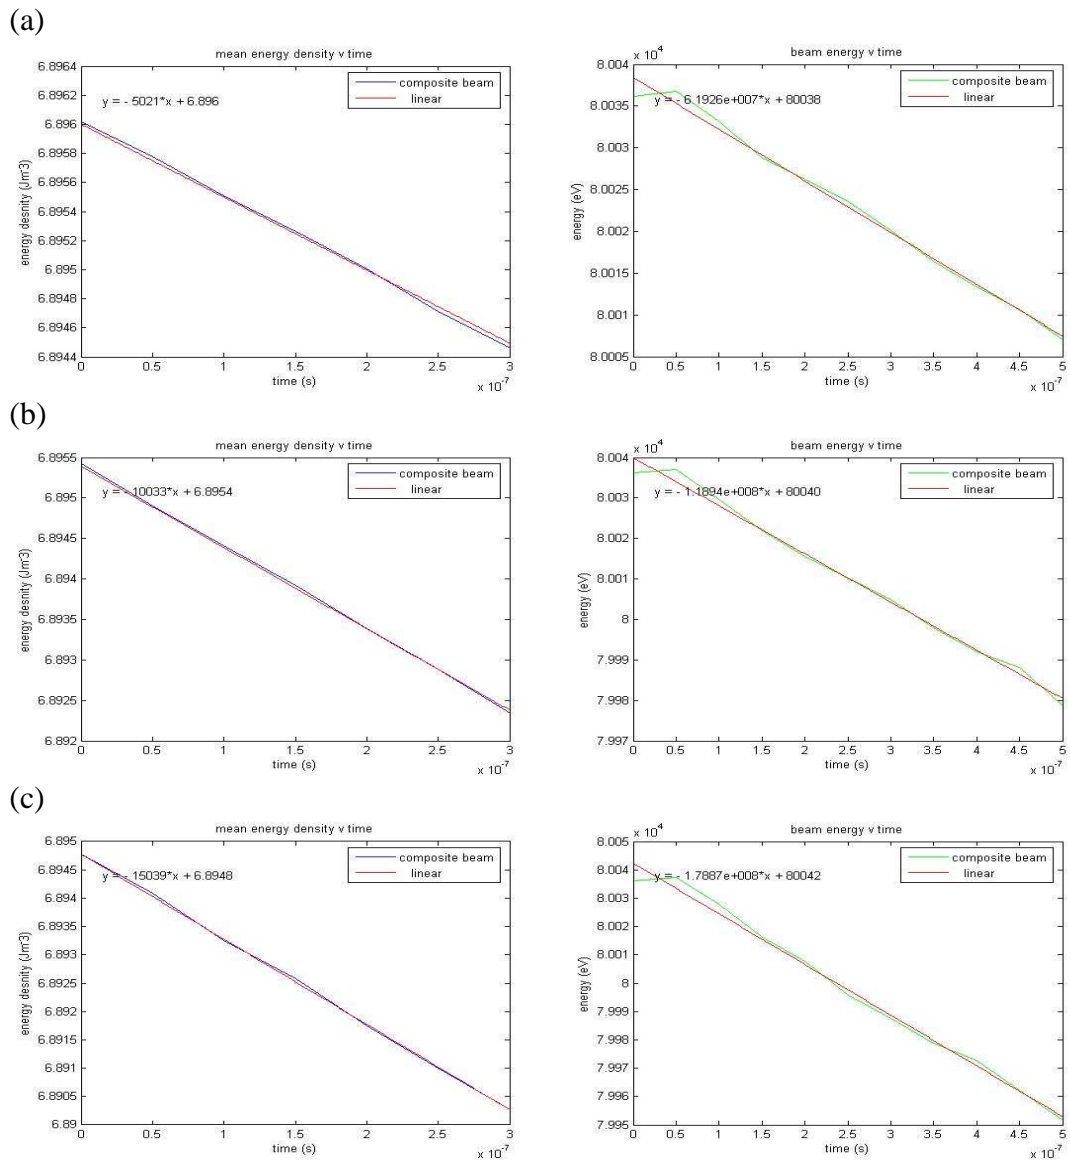 (a)
mean energy density v time
6.8964
6.8962
6.896
6.8958
6.8956
6.8954
6.8952
6.895
6.8948
6.8946
6.8944
energy desnity (Jm-3)
y = - 5021*x + 6.896
composite beam
linear
0 0.5 1 1.5 2 2.5 3
time (s)
x 10-7
beam energy v time
x 10^4
8.004
8.0035
8.003
8.0025
8.002
8.0015
8.001
8.0005
energy (eV)
y = - 6.1926e+007*x + 80038
composite beam
linear
0 0.5 1 1.5 2 2.5 3 3.5 4 4.5 5
time (s)
x 10-7
(b)
mean energy density v time
6.8955
6.895
6.8945
6.894
6.8935
6.893
6.8925
6.892
energy desnity (Jm-3)
y = - 10033*x + 6.8954
composite beam
linear
0 0.5 1 1.5 2 2.5 3
time (s)
x 10-7
beam energy v time
x 10^4
8.004
8.003
8.002
8.001
8
7.999
7.998
7.997
energy (eV)
y = - 1.1894e+008*x + 80040
composite beam
linear
0 0.5 1 1.5 2 2.5 3 3.5 4 4.5 5
time (s)
x 10-7
(c)
mean energy density v time
6.895
6.8945
6.894
6.8935
6.893
6.8925
6.892
6.8915
6.891
6.8905
6.89
energy desnity (Jm-3)
y = - 15039*x + 6.8948
composite beam
linear
0 0.5 1 1.5 2 2.5 3
time (s)
x 10-7
beam energy v time
x 10^4
8.005
8.004
8.003
8.002
8.001
8
7.999
7.998
7.997
7.996
7.995
energy (eV)
y = - 1.7887e+008*x + 80042
composite beam
linear
0 0.5 1 1.5 2 2.5 3 3.5 4 4.5 5
time (s)
x 10-7